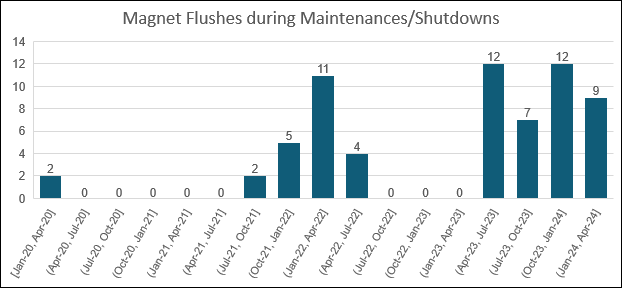 Magnet Flushes during Maintenances/Shutdowns
14
12
10
8
6
4
2
0
2
0
0
0
0
0
2
5
11
4
0
0
0
12
7
12
9
[Jan-20, Apr-20]
(Apr-20, Jul-20]
(Jul-20, Oct-20]
(Oct-20, Jan-21]
(Jan-21, Apr-21]
(Apr-21, Jul-21]
(Jul-21, Oct-21]
(Oct-21, Jan-22]
(Jan-22, Apr-22]
(Apr-22, Jul-22]
(Jul-22, Oct-22]
(Oct-22, Jan-23]
(Jan-23, Apr-23]
(Apr-23, Jul-23]
(Jul-23, Oct-23]
(Oct-23, Jan-24]
(Jan-24, Apr-24]